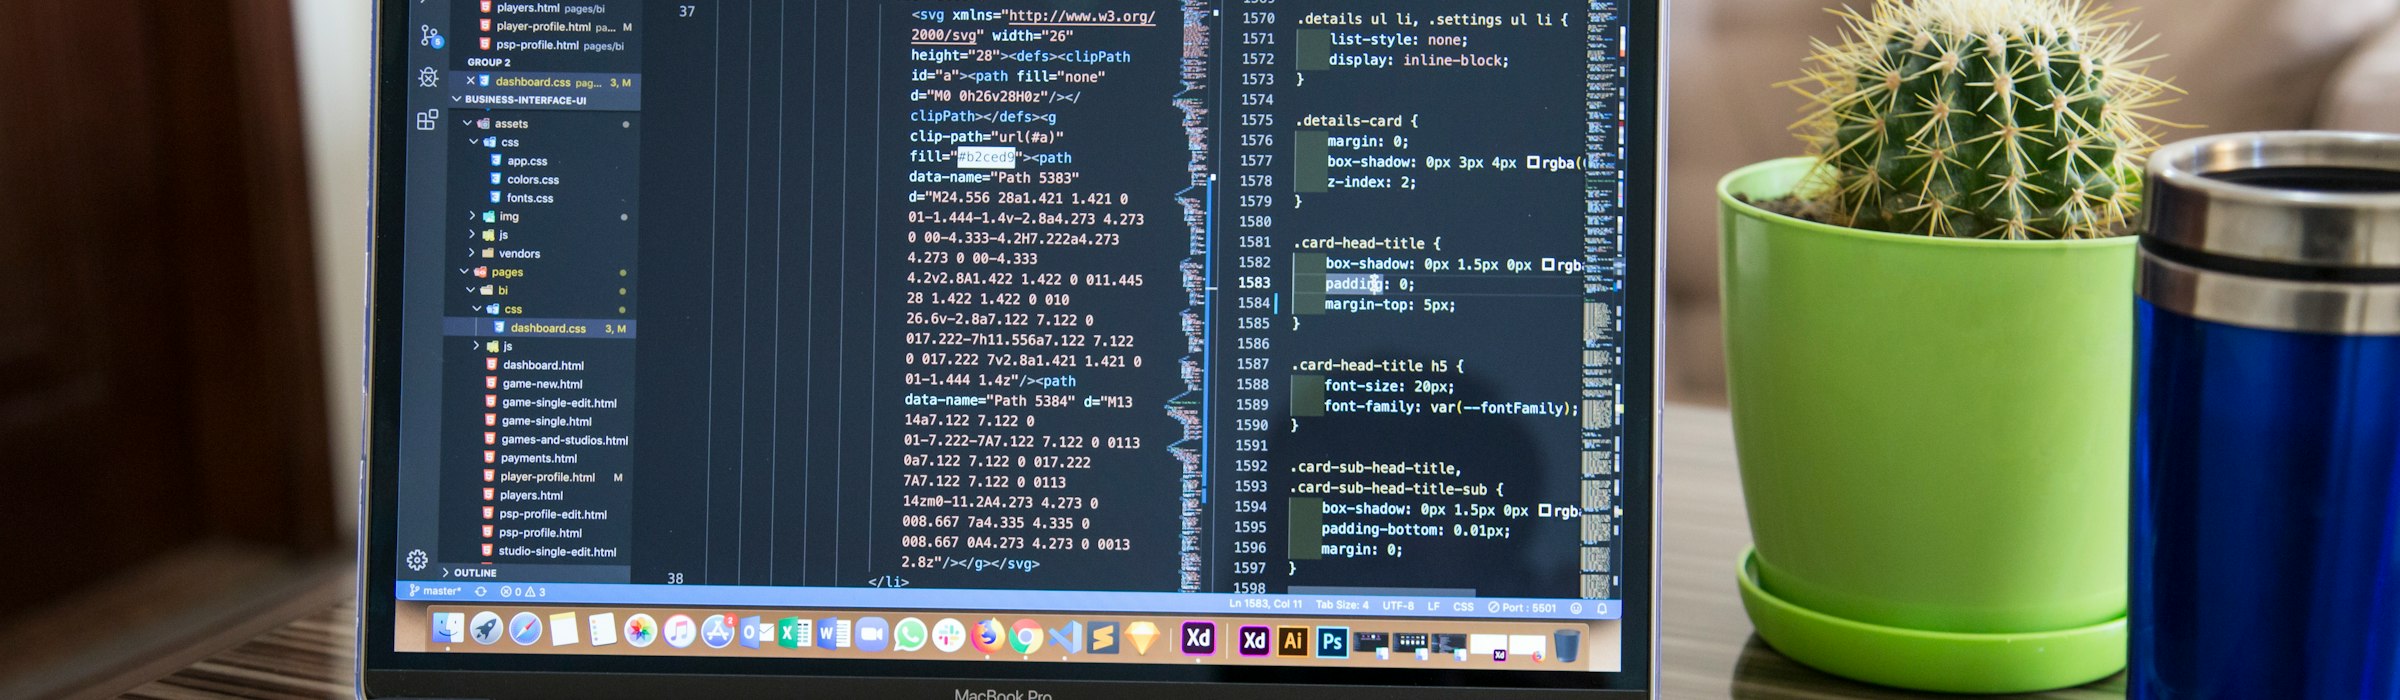 players.html pages/bi
player-profile.html pa... M
psp-profile.html pages/bi
GROUP 2
dashboard.css pag... 3, M
BUSINESS-INTERFACE-UI
assets
css
app.css
colors.css
fonts.css
img
js
vendors
pages
bi
css
dashboard.css 3, M
js
dashboard.html
game-new.html
game-single-edit.html
game-single.html
games-and-studios.html
payments.html
player-profile.html M
players.html
psp-profile-edit.html
psp-profile.html
studio-single-edit.html
OUTLINE
37
<svg xmlns="http://www.w3.org/
2000/svg" width="26"
height="28"><defs><clipPath
id="a"><path fill="none"
d="M0 0h26v28H0z"/></
clipPath></defs><g
clip-path="url(#a)"
fill="#b2ced9"><path
data-name="Path 5383"
d="M24.556 28a1.421 1.421 0
01-1.444-1.4v-2.8a4.273 4.273
0 00-4.333-4.2H7.222a4.273
4.273 0 00-4.333
4.2v2.8A1.422 1.422 0 011.445
28 1.422 1.422 0 010
26.6v-2.8a7.122 7.122 0
017.222-7h11.556a7.122 7.122
0 017.222 7v2.8a1.421 1.421 0
01-1.444 1.4z"/><path
data-name="Path 5384" d="M13
14a7.122 7.122 0
01-7.222-7A7.122 7.122 0 0113
0a7.122 7.122 0 017.222
7A7.122 7.122 0 0113
14zm0-11.2A4.273 4.273 0
008.667 7a4.335 4.335 0
008.667 0A4.273 4.273 0 0013
2.8z"/></g></svg>
38 </li>
1570 .details ul li, .settings ul li {
1571 list-style: none;
1572 display: inline-block;
1573 }
1574
1575 .details-card {
1576 margin: 0;
1577 box-shadow: 0px 3px 4px rgba(
1578 z-index: 2;
1579 }
1580
1581 .card-head-title {
1582 box-shadow: 0px 1.5px 0px rgb
1583 padding: 0;
1584 margin-top: 5px;
1585 }
1586
1587 .card-head-title h5 {
1588 font-size: 20px;
1589 font-family: var(--fontFamily);
1590 }
1591
1592 .card-sub-head-title,
1593 .card-sub-head-title-sub {
1594 box-shadow: 0px 1.5px 0px rgba
1595 padding-bottom: 0.01px;
1596 margin: 0;
1597 }
1598
master* 0 3 Ln 1583, Col 11 Tab Size: 4 UTF-8 LF CSS Port : 5501
Xd Xd Ai Ps
MacBook Pro